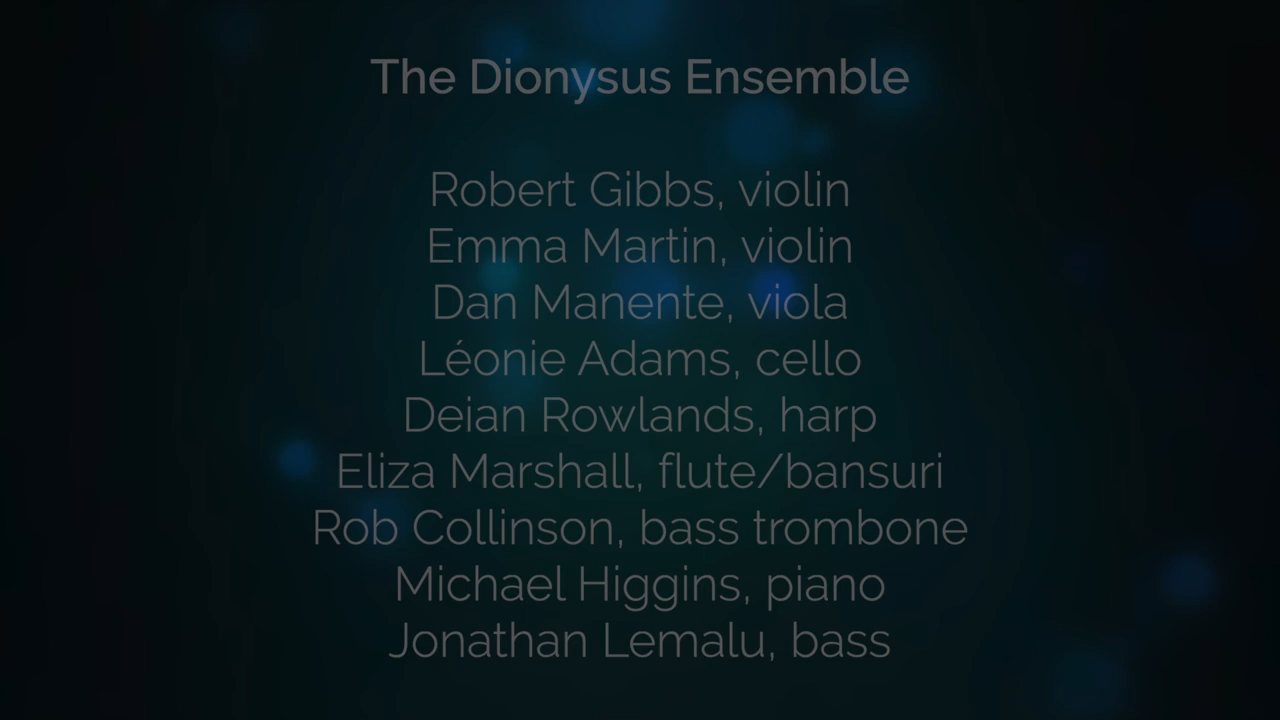 The Dionysus Ensemble
Robert Gibbs, violin
Emma Martin, violin
Dan Manente, viola
Léonie Adams, cello
Deian Rowlands, harp
Eliza Marshall, flute/bansuri
Rob Collinson, bass trombone
Michael Higgins, piano
Jonathan Lemalu, bass